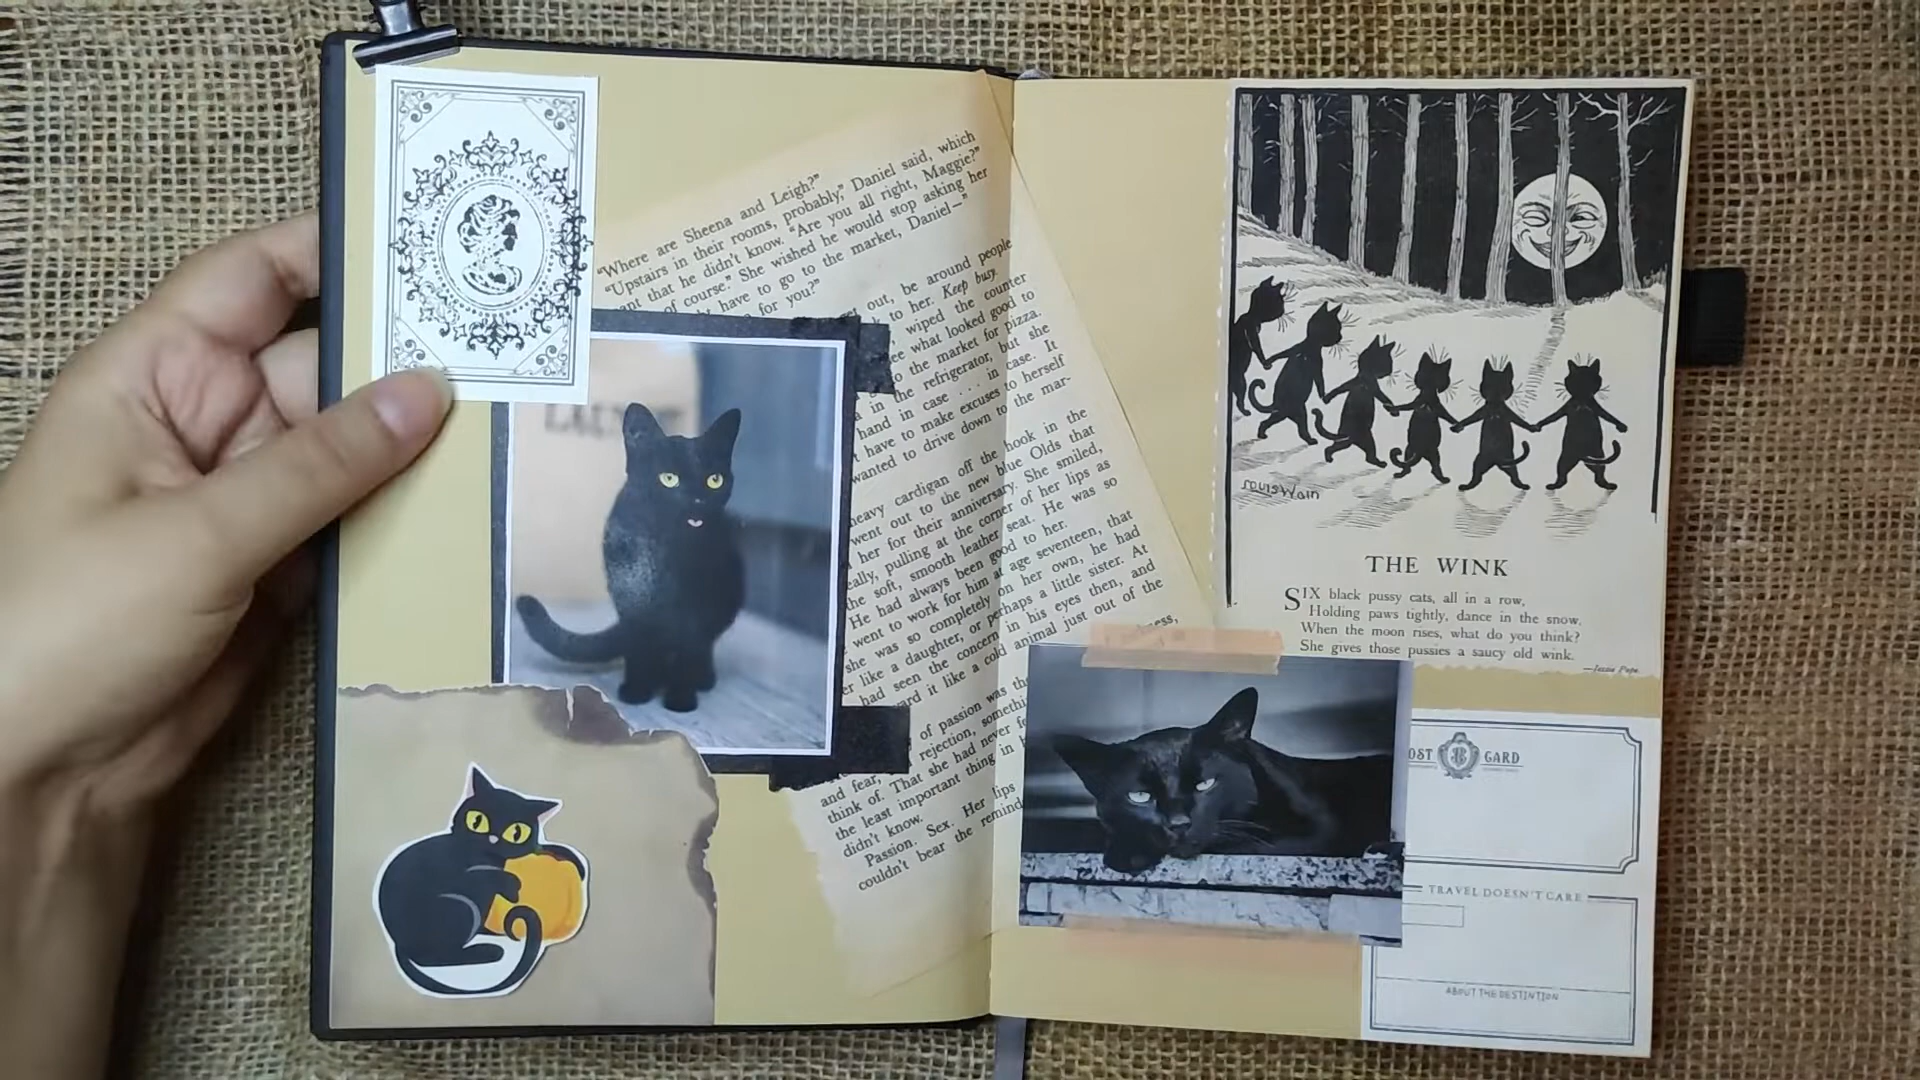 "Where are Sheena and Leigh?"
"Upstairs in their rooms, probably," Daniel said, which
that he didn't know. "Are you all right, Maggie?"
of course." She wished he would stop asking her
have to go to the market, Daniel—"
for you?"
out, be around people
to her. Keep busy.
wiped the counter
what looked good to
to the market for pizza.
in the refrigerator, but she
hand in case . . . in case. It
have to make excuses to herself
wanted to drive down to the mar-
heavy cardigan off the hook in the
went out to the new blue Olds that
her for their anniversary. She smiled,
pulling at the corner of her lips as
the soft, smooth leather seat. He was so
He had always been good to her.
went to work for him at age seventeen, that
she was so completely on her own, he had
like a daughter, or perhaps a little sister. At
had seen the concern in his eyes then, and
it like a cold animal just out of the
of passion was
and fear, rejection,
think of. That she had never
the least important thing in
didn't know.
Passion. Sex. Her lips
couldn't bear the
Louis Wain
THE WINK
SIX black pussy cats, all in a row,
Holding paws tightly, dance in the snow.
When the moon rises, what do you think?
She gives those pussies a saucy old wink.
—Jessie Pope.
CARD
TRAVEL DOESN'T CARE
ABOUT THE DESTINTION